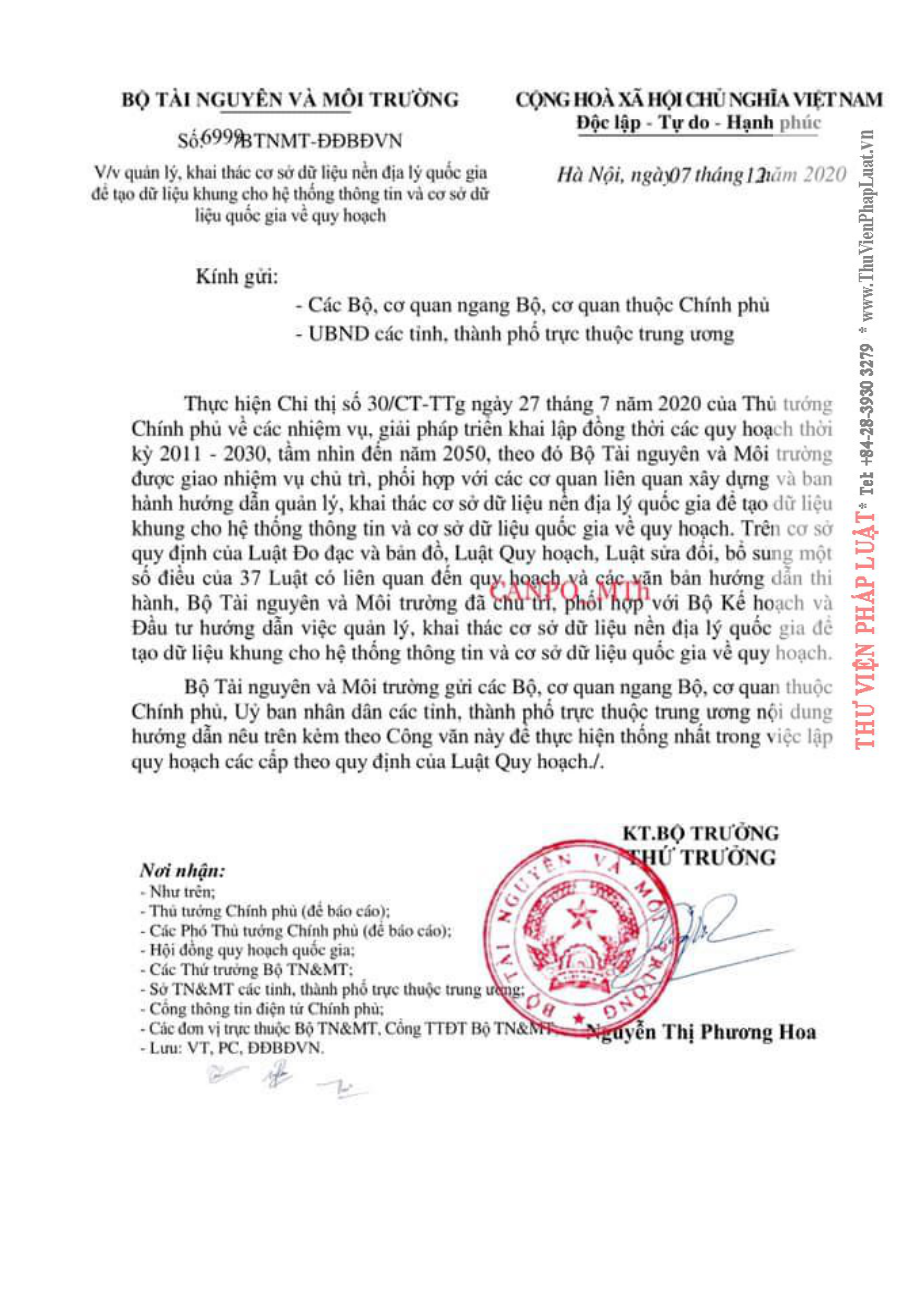 BỘ TÀI NGUYÊN VÀ MÔI TRƯỜNG
Số:6999/BTNMT-ĐĐBĐVN
V/v quản lý, khai thác cơ sở dữ liệu nền địa lý quốc gia
để tạo dữ liệu khung cho hệ thống thông tin và cơ sở dữ
liệu quốc gia về quy hoạch
CỘNG HOÀ XÃ HỘI CHỦ NGHĨA VIỆT NAM
Độc lập - Tự do - Hạnh phúc
Hà Nội, ngày07 tháng12năm 2020
Kính gửi:
- Các Bộ, cơ quan ngang Bộ, cơ quan thuộc Chính phủ
- UBND các tỉnh, thành phố trực thuộc trung ương
Thực hiện Chỉ thị số 30/CT-TTg ngày 27 tháng 7 năm 2020 của Thủ tướng
Chính phủ về các nhiệm vụ, giải pháp triển khai lập đồng thời các quy hoạch thời
kỳ 2011 - 2030, tầm nhìn đến năm 2050, theo đó Bộ Tài nguyên và Môi trường
được giao nhiệm vụ chủ trì, phối hợp với các cơ quan liên quan xây dựng và ban
hành hướng dẫn quản lý, khai thác cơ sở dữ liệu nền địa lý quốc gia để tạo dữ liệu
khung cho hệ thống thông tin và cơ sở dữ liệu quốc gia về quy hoạch. Trên cơ sở
quy định của Luật Đo đạc và bản đồ, Luật Quy hoạch, Luật sửa đổi, bổ sung một
số điều của 37 Luật có liên quan đến quy hoạch và các văn bản hướng dẫn thi
hành, Bộ Tài nguyên và Môi trường đã chủ trì, phối hợp với Bộ Kế hoạch và
Đầu tư hướng dẫn việc quản lý, khai thác cơ sở dữ liệu nền địa lý quốc gia để
tạo dữ liệu khung cho hệ thống thông tin và cơ sở dữ liệu quốc gia về quy hoạch.
CANPO_MTh
Bộ Tài nguyên và Môi trường gửi các Bộ, cơ quan ngang Bộ, cơ quan thuộc
Chính phủ, Uỷ ban nhân dân các tỉnh, thành phố trực thuộc trung ương nội dung
hướng dẫn nêu trên kèm theo Công văn này để thực hiện thống nhất trong việc lập
quy hoạch các cấp theo quy định của Luật Quy hoạch./.
KT.BỘ TRƯỞNG
THỨ TRƯỞNG
BỘ TÀI NGUYÊN VÀ MÔI TRƯỜNG
Nguyễn Thị Phương Hoa
Nơi nhận:
- Như trên;
- Thủ tướng Chính phủ (để báo cáo);
- Các Phó Thủ tướng Chính phủ (để báo cáo);
- Hội đồng quy hoạch quốc gia;
- Các Thứ trưởng Bộ TN&MT;
- Sở TN&MT các tỉnh, thành phố trực thuộc trung ương;
- Cổng thông tin điện tử Chính phủ;
- Các đơn vị trực thuộc Bộ TN&MT, Cổng TTĐT Bộ TN&MT
- Lưu: VT, PC, ĐĐBĐVN.
THƯ VIỆN PHÁP LUẬT * Tel: +84-28-3930 3279 * www.ThuVienPhapLuat.vn